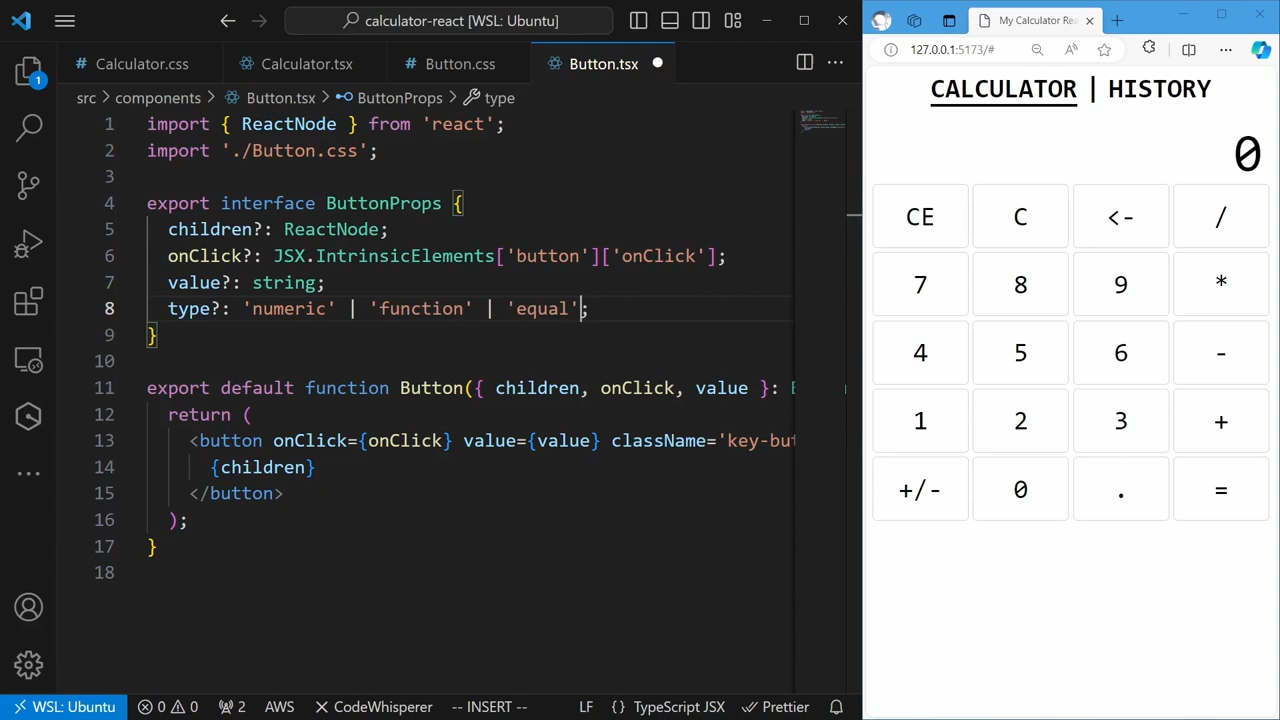 calculator-react [WSL: Ubuntu]
Calculator.css
Calculator.tsx
Button.css
Button.tsx
src
components
Button.tsx
ButtonProps
type
1 import { ReactNode } from 'react';
2 import './Button.css';
3
4 export interface ButtonProps {
5 children?: ReactNode;
6 onClick?: JSX.IntrinsicElements['button']['onClick'];
7 value?: string;
8 type?: 'numeric' | 'function' | 'equal';
9 }
10
11 export default function Button({ children, onClick, value }:
12 return (
13 <button onClick={onClick} value={value} className='key-but
14 {children}
15 </button>
16 );
17 }
18
1
WSL: Ubuntu
0
0
2
AWS
CodeWhisperer
-- INSERT --
LF
{} TypeScript JSX
Prettier
My Calculator Rea
127.0.0.1:5173/#
CALCULATOR | HISTORY
0
CE C <- /
7 8 9 *
4 5 6 -
1 2 3 +
+/- 0 . =